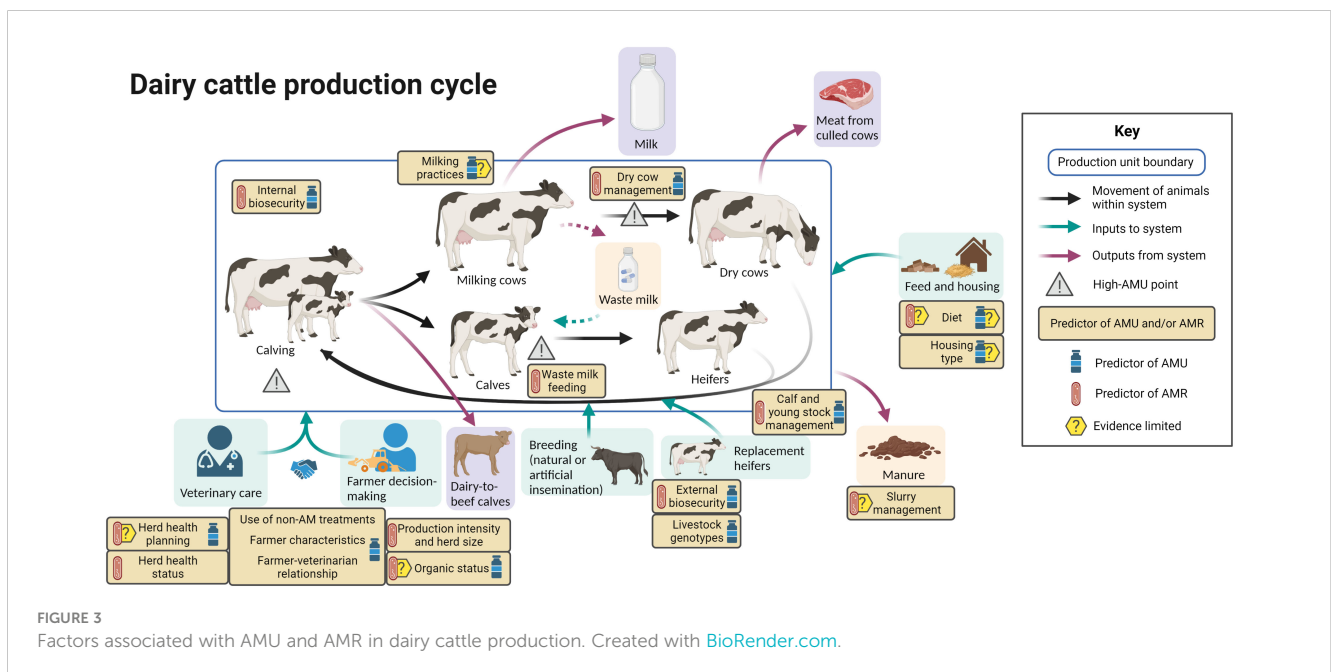 Dairy cattle production cycle
Milk
Meat from
culled cows
Key
Production unit boundary
Movement of animals
within system
Inputs to system
Outputs from system
High-AMU point
Predictor of AMU and/or AMR
Predictor of AMU
Predictor of AMR
? Evidence limited
Milking
practices
?
Dry cow
management
Internal
biosecurity
!
Milking cows
Dry cows
Waste milk
Feed and housing
? Diet ?
Housing
type ?
Calving
!
Calves
!
Heifers
Waste milk
feeding
Calf and
young stock
management
Veterinary care
Farmer decision-
making
Dairy-to-
beef calves
Breeding
(natural or
artificial
insemination)
Replacement
heifers
Manure
? Slurry
management
External
biosecurity
Livestock
genotypes
? Herd health
planning
Herd health
status
Use of non-AM treatments
Farmer characteristics
Farmer-veterinarian
relationship
Production intensity
and herd size
? Organic status
FIGURE 3
Factors associated with AMU and AMR in dairy cattle production. Created with BioRender.com.